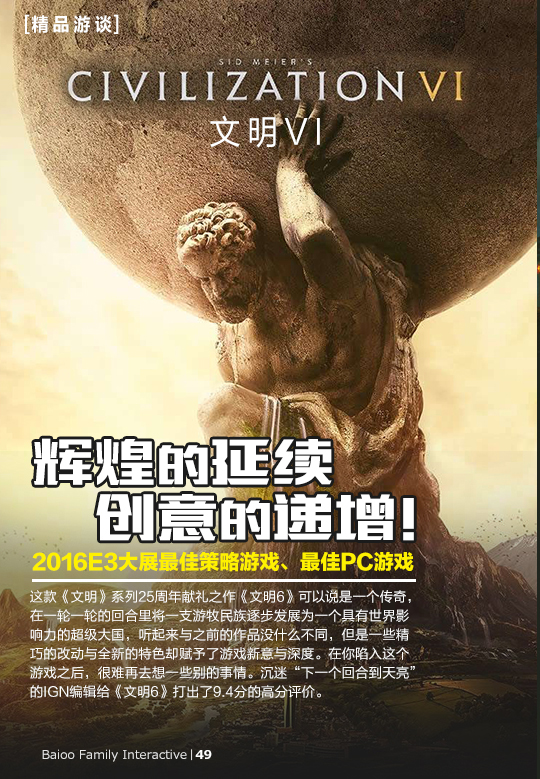 [精品游谈]
SID MEIER'S
CIVILIZATION VI
文明VI
辉煌的延续
创意的递增!
2016E3大展最佳策略游戏、最佳PC游戏
这款《文明》系列25周年献礼之作《文明6》可以说是一个传奇，
在一轮一轮的回合里将一支游牧民族逐步发展为一个具有世界影
响力的超级大国，听起来与之前的作品没什么不同，但是一些精
巧的改动与全新的特色却赋予了游戏新意与深度。在你陷入这个
游戏之后，很难再去想一些别的事情。沉迷“下一个回合到天亮”
的IGN编辑给《文明6》打出了9.4分的高分评价。
Baioo Family Interactive | 49